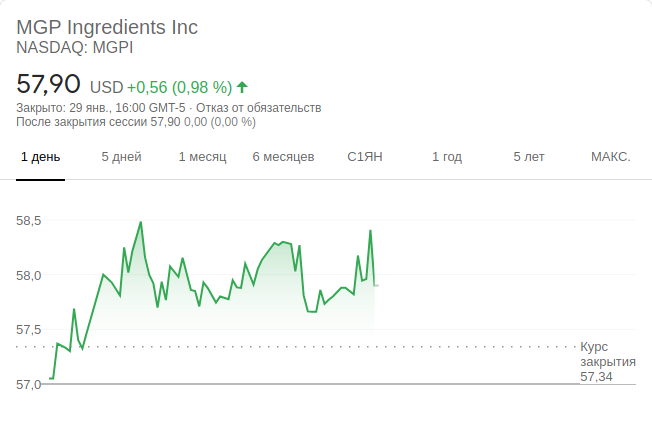 MGP Ingredients Inc
NASDAQ: MGPI
57,90 USD +0,56 (0,98 %)
Закрыто: 29 янв., 16:00 GMT-5 · Отказ от обязательств
После закрытия сессии 57,90 0,00 (0,00 %)
1 день 5 дней 1 месяц 6 месяцев С1ЯН 1 год 5 лет МАКС.
58,5
58,0
57,5
Курс
закрытия
57,34
57,0